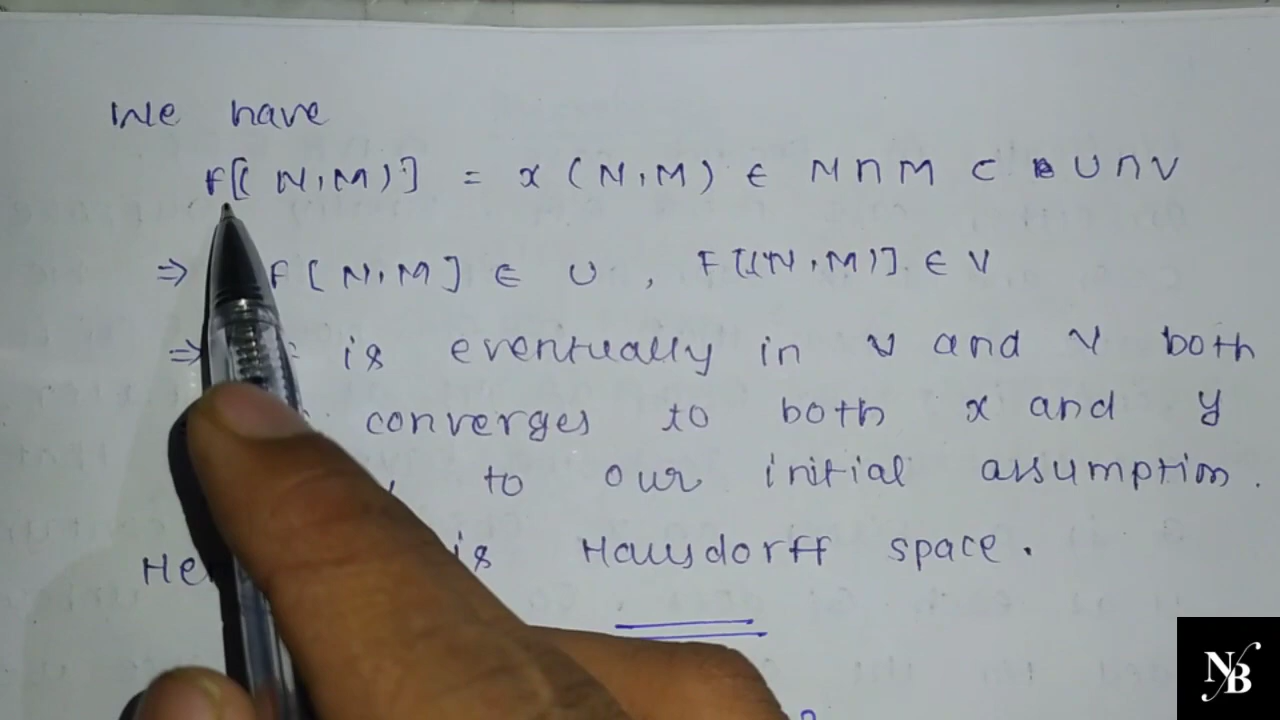 We have
F[(N,M)] = x(N,M) ∈ N∩M ⊂ U∩V
⇒ F[N,M] ∈ U, F[(N,M)] ∈ V
⇒ is eventually in U and V both
converges to both x and y
to our initial assumption.
is Hausdorff space.
NB